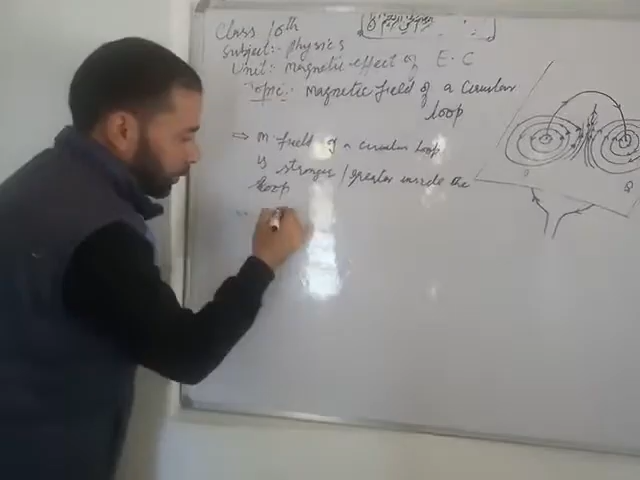 Class 10th
Subject:- Physics
Unit:- Magnetic effect of E.C
Topic:- Magnetic field of a Circular
loop
⇒ M. field of a circular loop
is stronger / greater inside the
loop